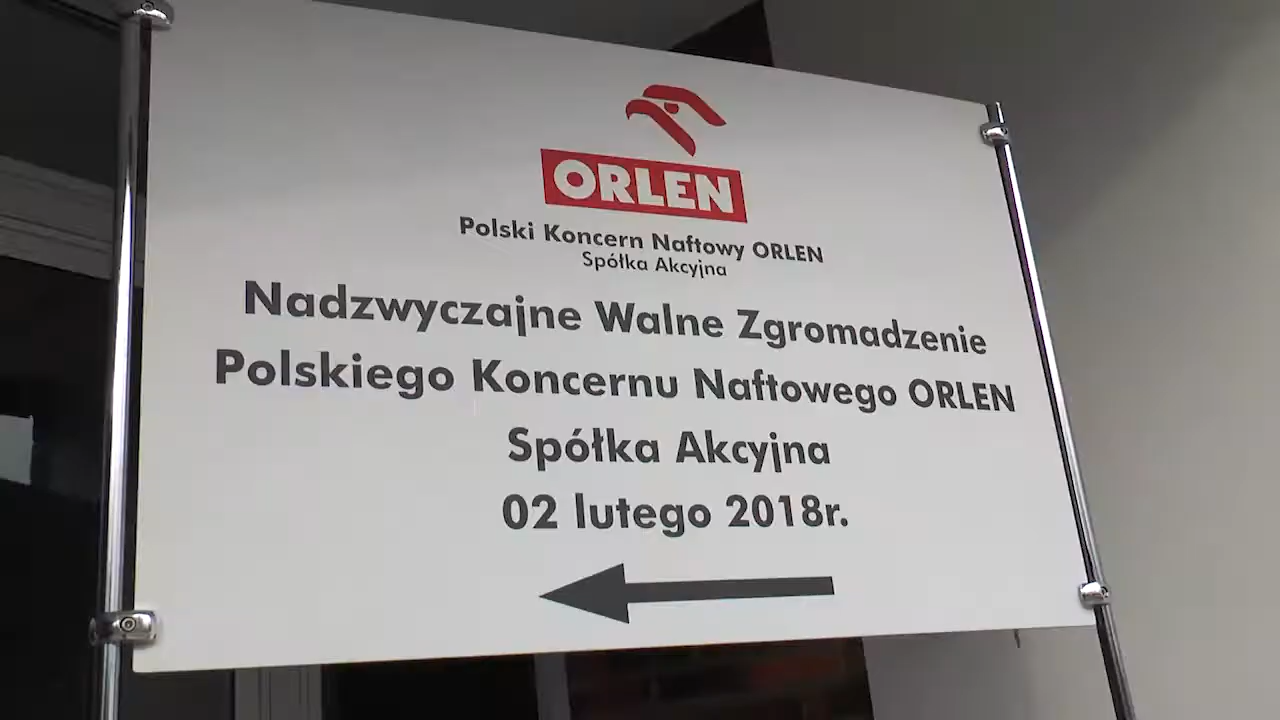 ORLEN
Polski Koncern Naftowy ORLEN
Spółka Akcyjna
Nadzwyczajne Walne Zgromadzenie
Polskiego Koncernu Naftowego ORLEN
Spółka Akcyjna
02 lutego 2018r.